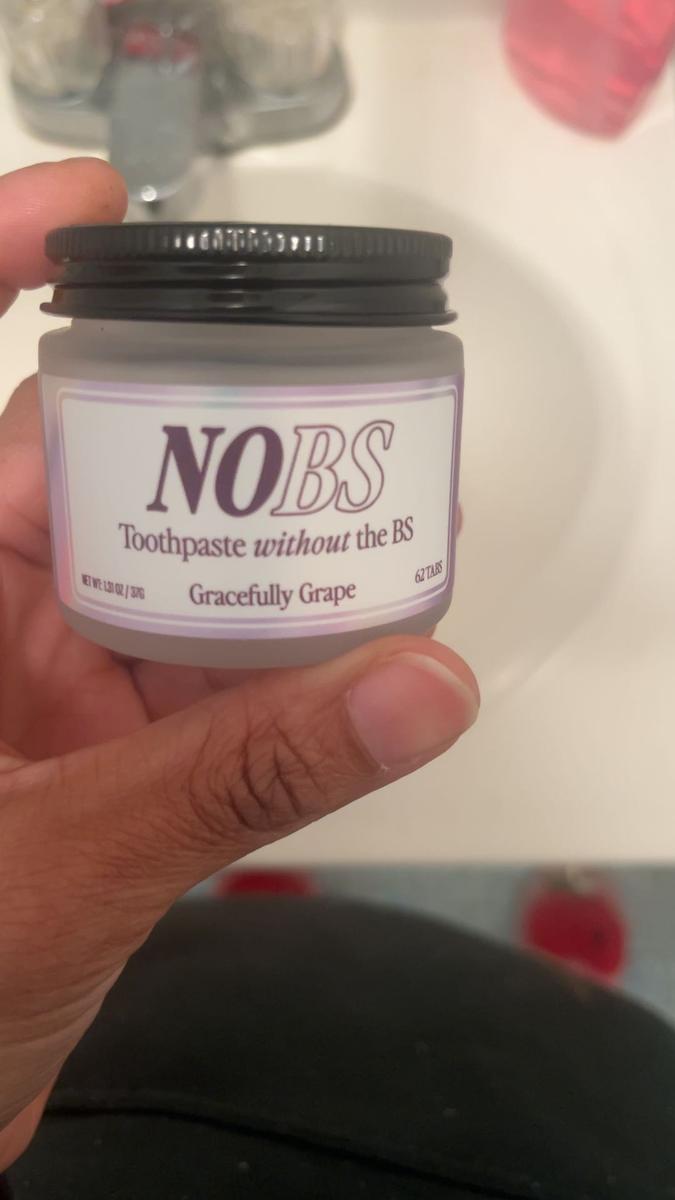 NOBS
Toothpaste without the BS
NET WT: 1.31 OZ / 37G
Gracefully Grape
62 TABS